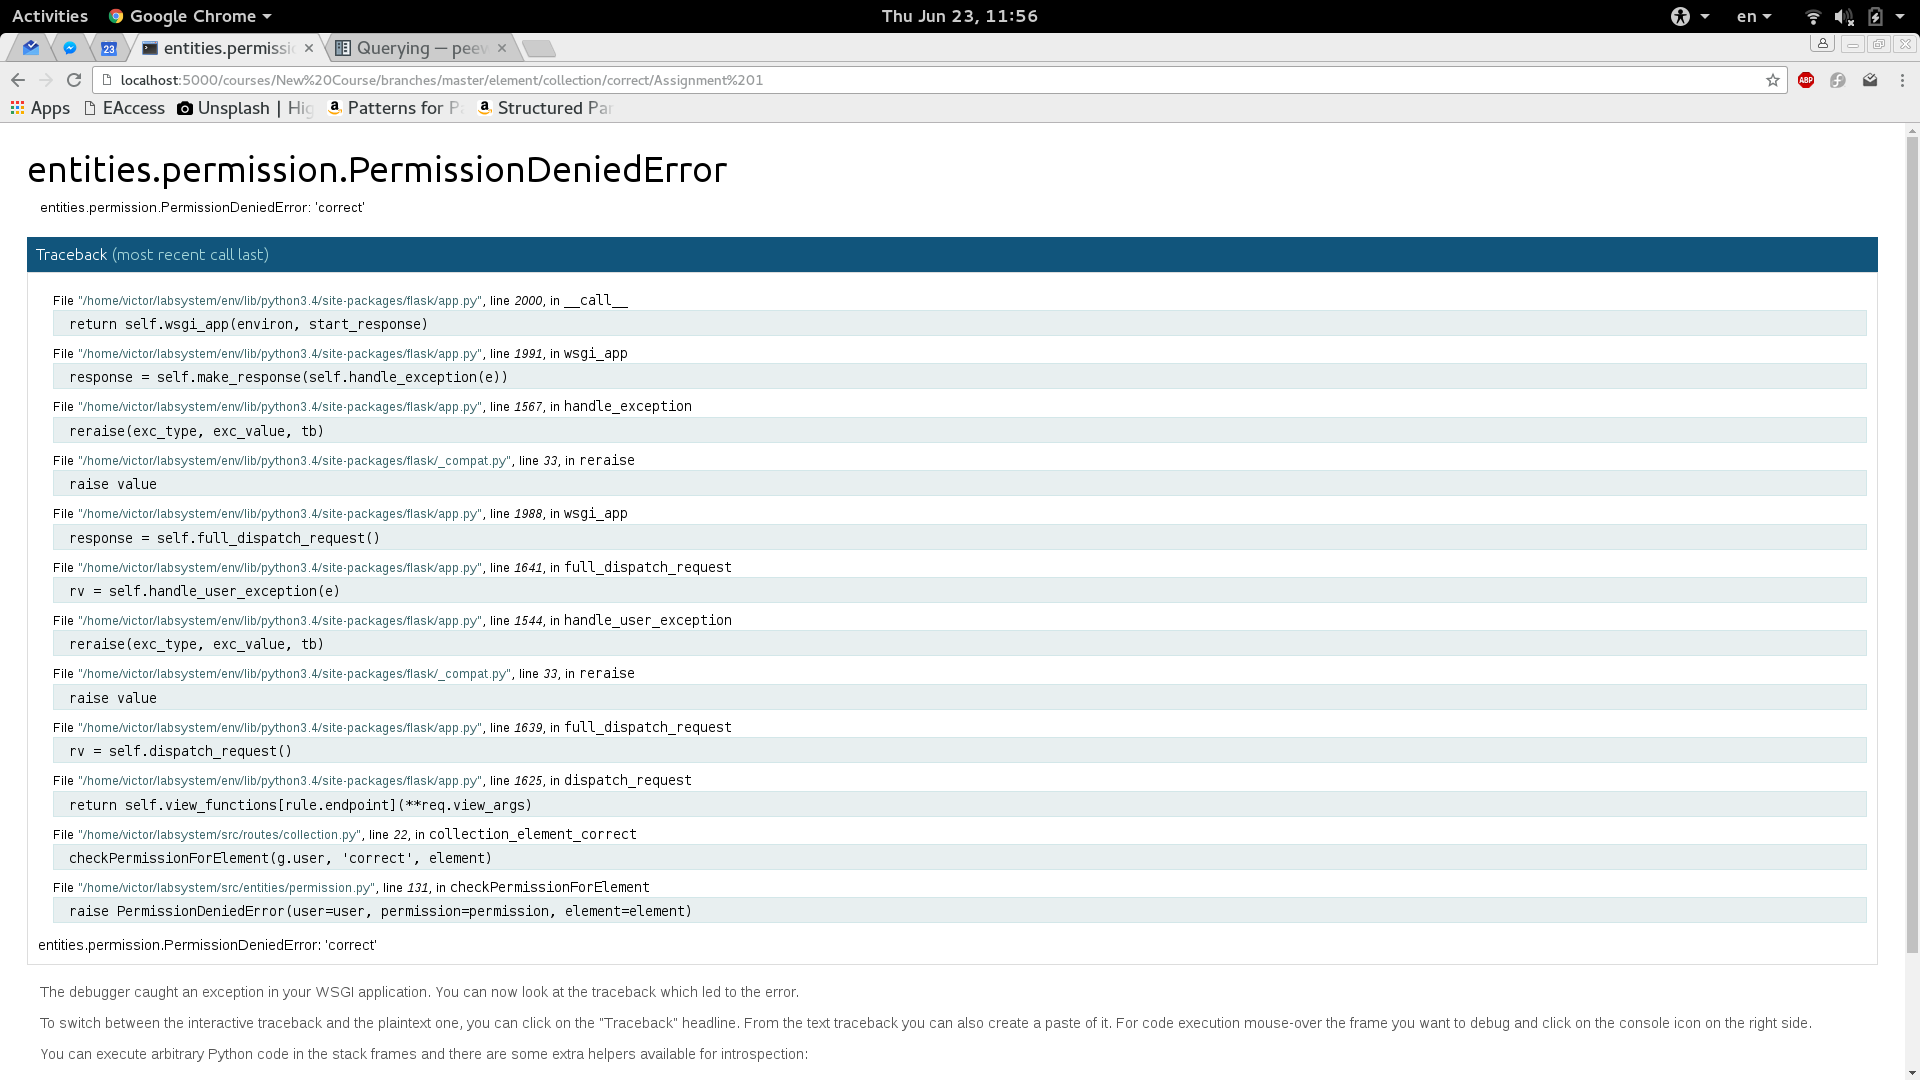 Activities Google Chrome Thu Jun 23, 11:56 en
23 entities.permissi Querying — peew
localhost:5000/courses/New%20Course/branches/master/element/collection/correct/Assignment%201 ABP
Apps EAccess Unsplash | Hig Patterns for P Structured Par
entities.permission.PermissionDeniedError
entities.permission.PermissionDeniedError: 'correct'
Traceback (most recent call last)
File "/home/victor/labsystem/env/lib/python3.4/site-packages/flask/app.py", line 2000, in __call__
return self.wsgi_app(environ, start_response)
File "/home/victor/labsystem/env/lib/python3.4/site-packages/flask/app.py", line 1991, in wsgi_app
response = self.make_response(self.handle_exception(e))
File "/home/victor/labsystem/env/lib/python3.4/site-packages/flask/app.py", line 1567, in handle_exception
reraise(exc_type, exc_value, tb)
File "/home/victor/labsystem/env/lib/python3.4/site-packages/flask/_compat.py", line 33, in reraise
raise value
File "/home/victor/labsystem/env/lib/python3.4/site-packages/flask/app.py", line 1988, in wsgi_app
response = self.full_dispatch_request()
File "/home/victor/labsystem/env/lib/python3.4/site-packages/flask/app.py", line 1641, in full_dispatch_request
rv = self.handle_user_exception(e)
File "/home/victor/labsystem/env/lib/python3.4/site-packages/flask/app.py", line 1544, in handle_user_exception
reraise(exc_type, exc_value, tb)
File "/home/victor/labsystem/env/lib/python3.4/site-packages/flask/_compat.py", line 33, in reraise
raise value
File "/home/victor/labsystem/env/lib/python3.4/site-packages/flask/app.py", line 1639, in full_dispatch_request
rv = self.dispatch_request()
File "/home/victor/labsystem/env/lib/python3.4/site-packages/flask/app.py", line 1625, in dispatch_request
return self.view_functions[rule.endpoint](**req.view_args)
File "/home/victor/labsystem/src/routes/collection.py", line 22, in collection_element_correct
checkPermissionForElement(g.user, 'correct', element)
File "/home/victor/labsystem/src/entities/permission.py", line 131, in checkPermissionForElement
raise PermissionDeniedError(user=user, permission=permission, element=element)
entities.permission.PermissionDeniedError: 'correct'
The debugger caught an exception in your WSGI application. You can now look at the traceback which led to the error.
To switch between the interactive traceback and the plaintext one, you can click on the "Traceback" headline. From the text traceback you can also create a paste of it. For code execution mouse-over the frame you want to debug and click on the console icon on the right side.
You can execute arbitrary Python code in the stack frames and there are some extra helpers available for introspection: